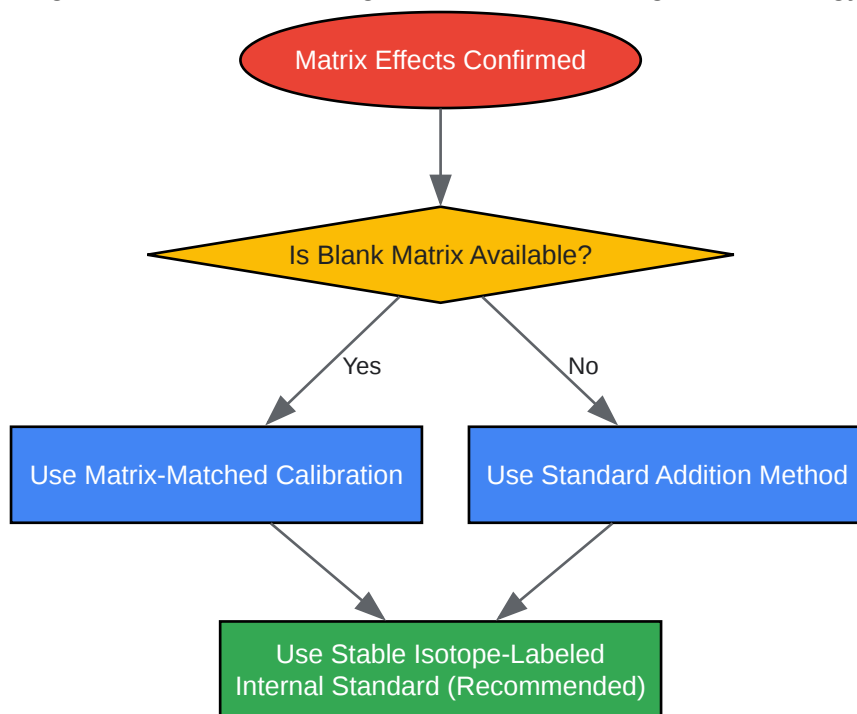 Matrix Effects Confirmed
Is Blank Matrix Available?
Yes
No
Use Matrix-Matched Calibration
Use Standard Addition Method
Use Stable Isotope-Labeled
Internal Standard (Recommended)